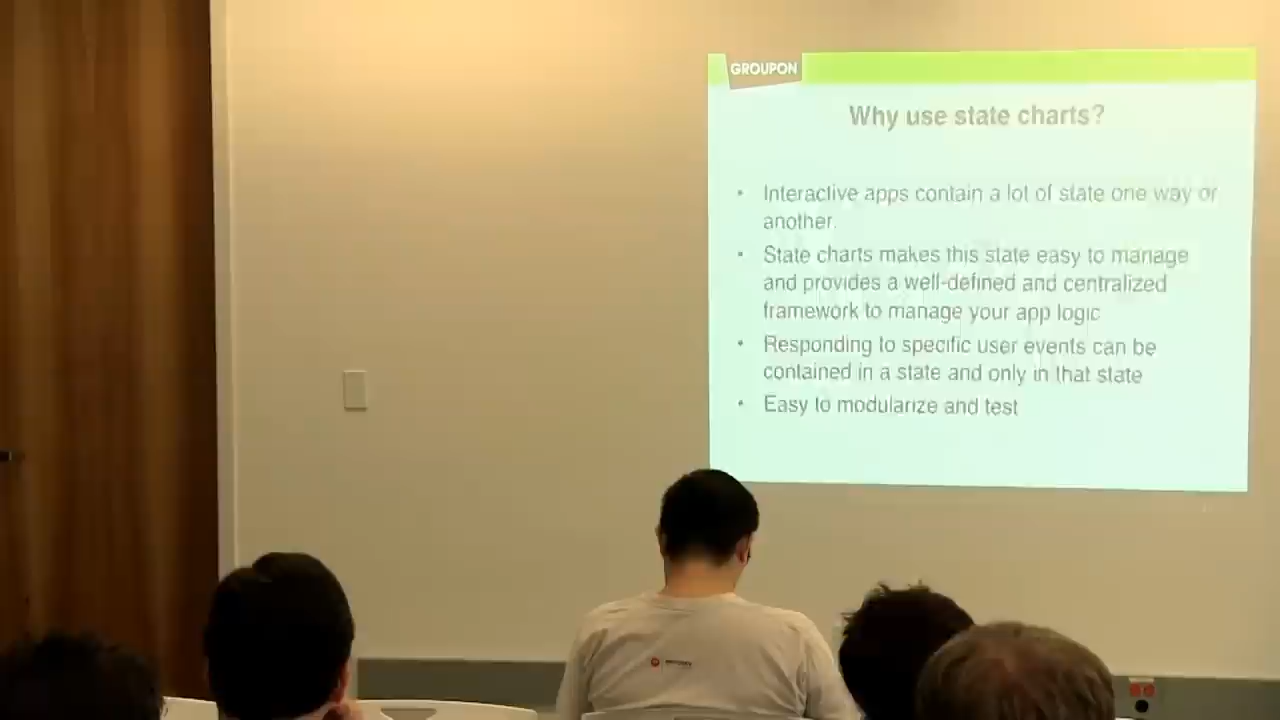 GROUPON
Why use state charts?
• Interactive apps contain a lot of state one way or
another.
• State charts makes this state easy to manage
and provides a well-defined and centralized
framework to manage your app logic
• Responding to specific user events can be
contained in a state and only in that state
• Easy to modularize and test